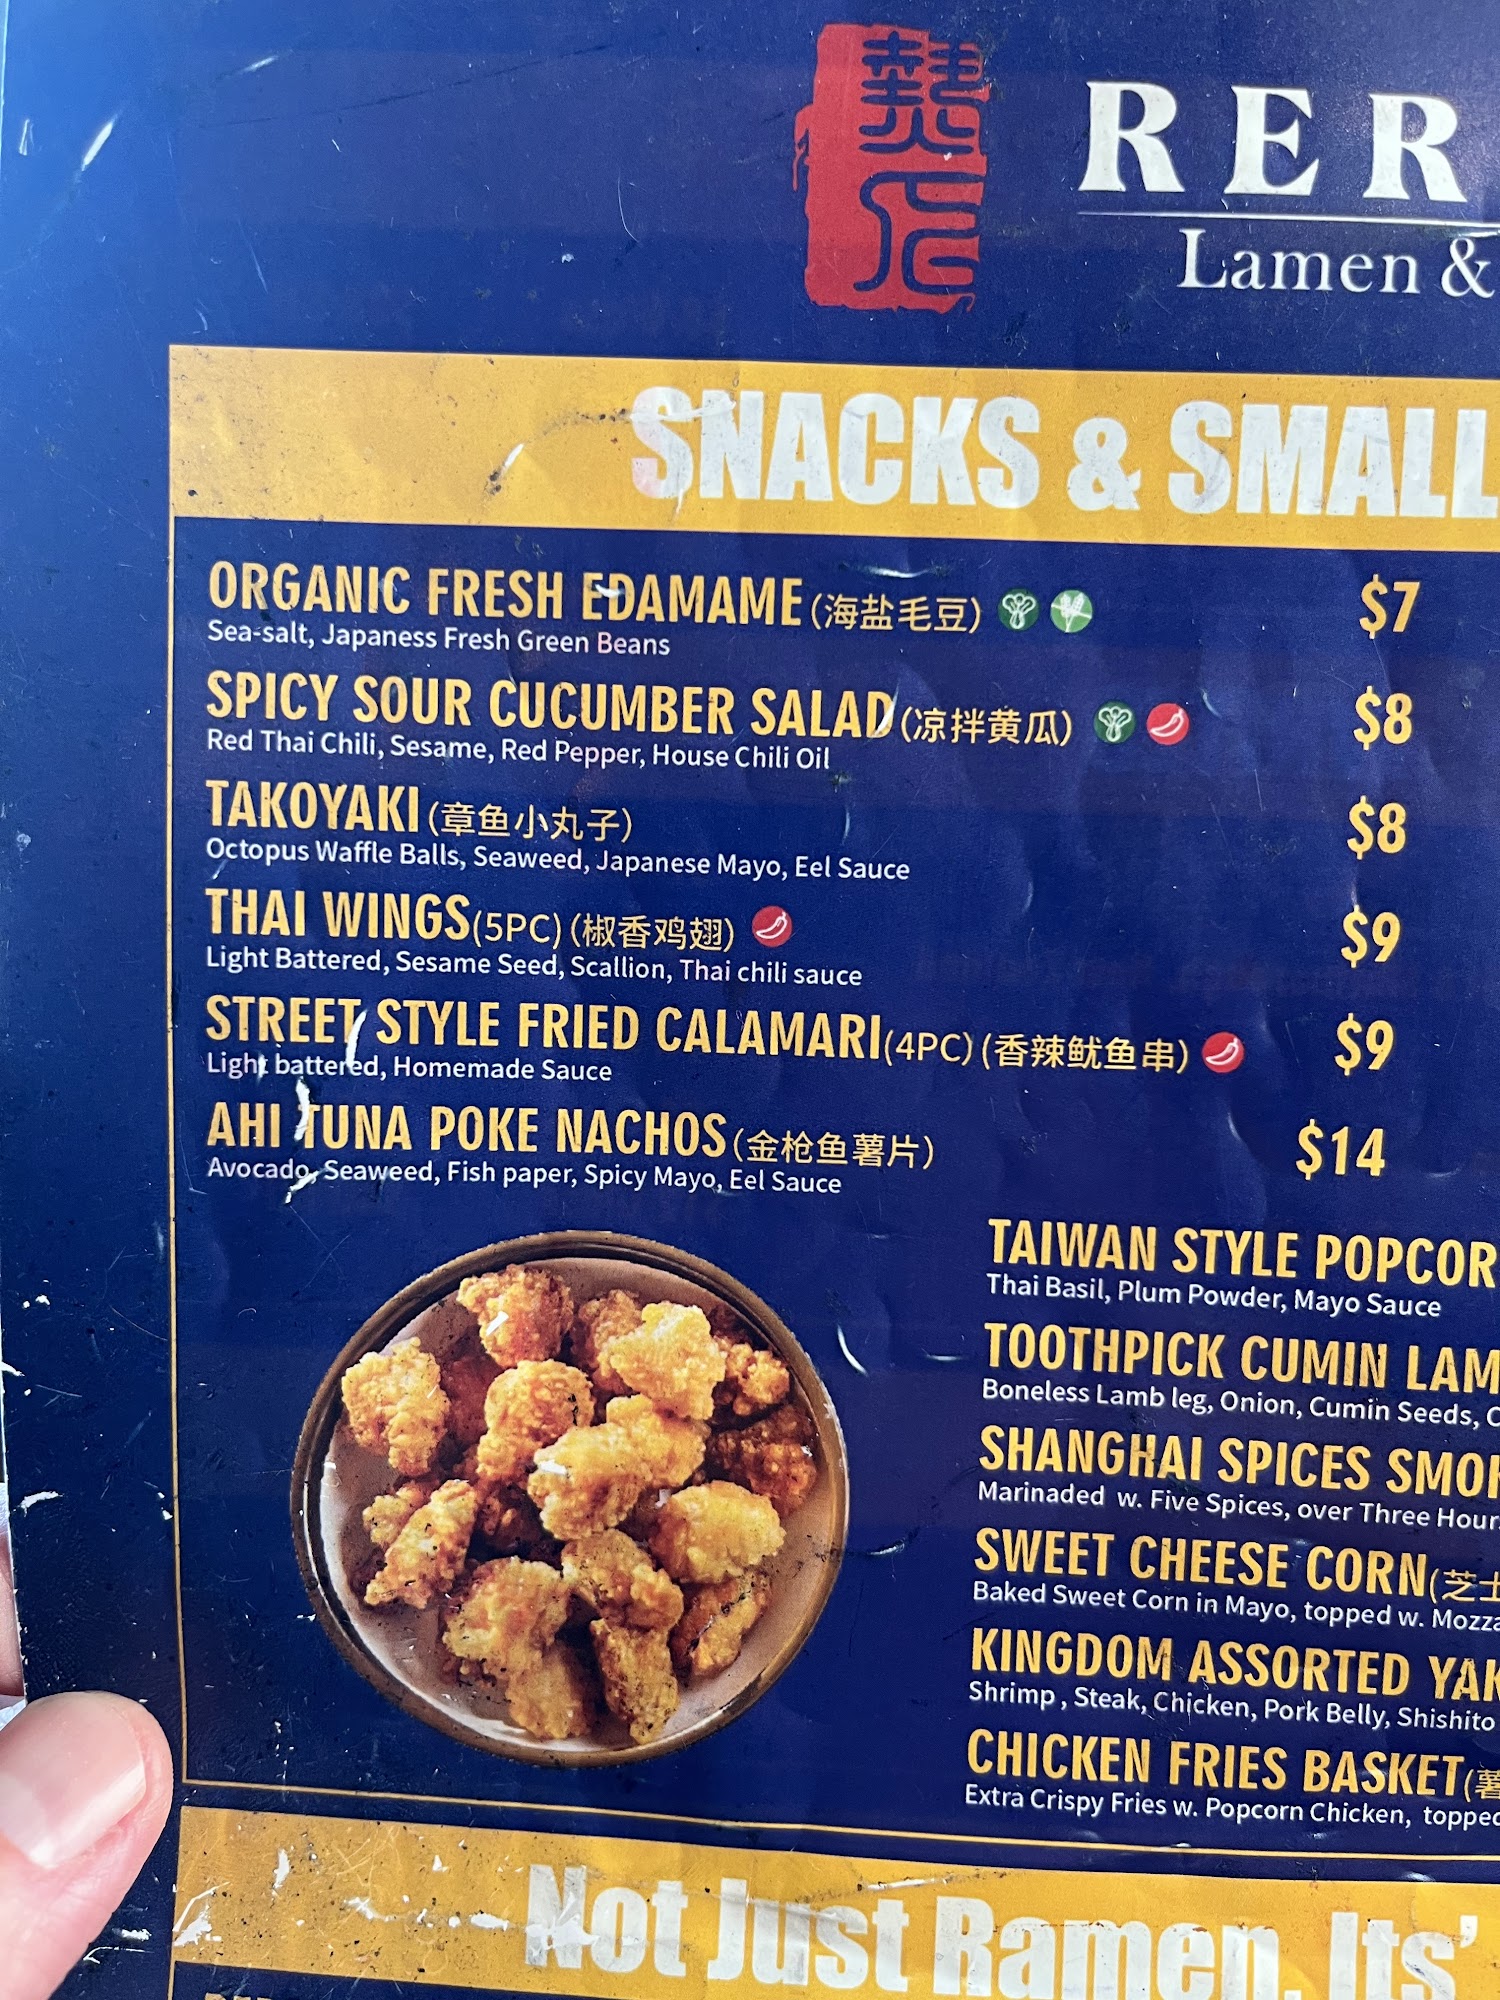 RER
Lamen &
SNACKS & SMALL
ORGANIC FRESH EDAMAME (海盐毛豆) $7
Sea-salt, Japaness Fresh Green Beans
SPICY SOUR CUCUMBER SALAD (凉拌黄瓜) $8
Red Thai Chili, Sesame, Red Pepper, House Chili Oil
TAKOYAKI (章鱼小丸子) $8
Octopus Waffle Balls, Seaweed, Japanese Mayo, Eel Sauce
THAI WINGS (5PC) (椒香鸡翅) $9
Light Battered, Sesame Seed, Scallion, Thai chili sauce
STREET STYLE FRIED CALAMARI (4PC) (香辣鱿鱼串) $9
Light battered, Homemade Sauce
AHI TUNA POKE NACHOS (金枪鱼薯片) $14
Avocado, Seaweed, Fish paper, Spicy Mayo, Eel Sauce
TAIWAN STYLE POPCOR
Thai Basil, Plum Powder, Mayo Sauce
TOOTHPICK CUMIN LAM
Boneless Lamb leg, Onion, Cumin Seeds,
SHANGHAI SPICES SMO
Marinaded w. Five Spices, over Three Hour
SWEET CHEESE CORN (芝士
Baked Sweet Corn in Mayo, topped w. Mozza
KINGDOM ASSORTED YAK
Shrimp , Steak, Chicken, Pork Belly, Shishito
CHICKEN FRIES BASKET (薯
Extra Crispy Fries w. Popcorn Chicken, topped
Not Just Ramen. Its'